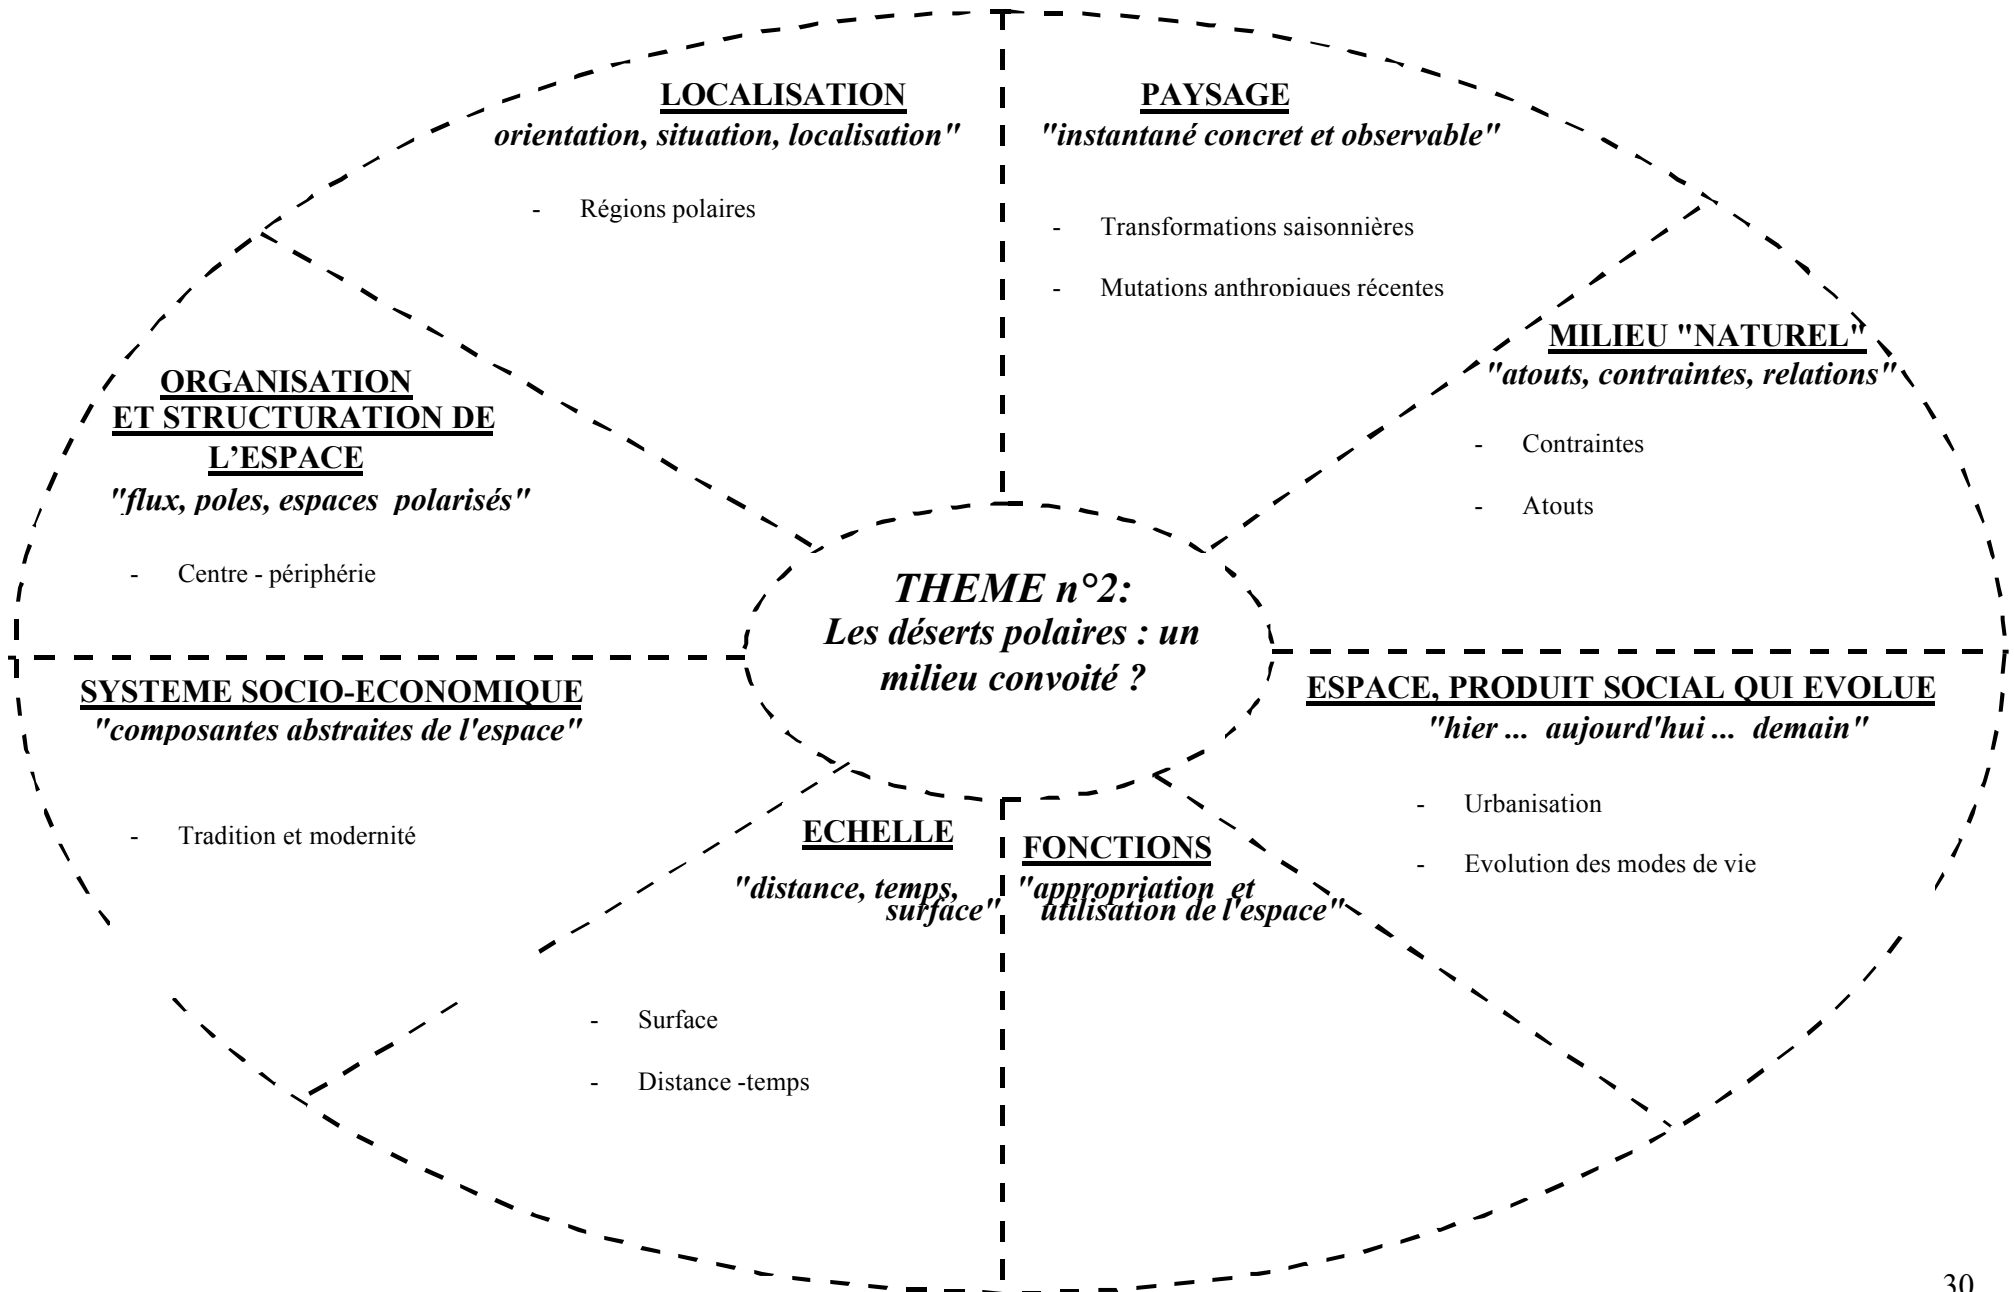 LOCALISATION
orientation, situation, localisation"
- Régions polaires
PAYSAGE
"instantané concret et observable"
- Transformations saisonnières
- Mutations anthropiques récentes
MILIEU "NATUREL"
"atouts, contraintes, relations"
- Contraintes
- Atouts
ORGANISATION
ET STRUCTURATION DE
L'ESPACE
"flux, poles, espaces polarisés"
- Centre - périphérie
THEME n°2:
Les déserts polaires : un
milieu convoité ?
SYSTEME SOCIO-ECONOMIQUE
"composantes abstraites de l'espace"
- Tradition et modernité
ESPACE, PRODUIT SOCIAL QUI EVOLUE
"hier ... aujourd'hui ... demain"
- Urbanisation
- Evolution des modes de vie
ECHELLE
"distance, temps,
surface"
- Surface
- Distance -temps
FONCTIONS
"appropriation et
utilisation de l'espace"
30